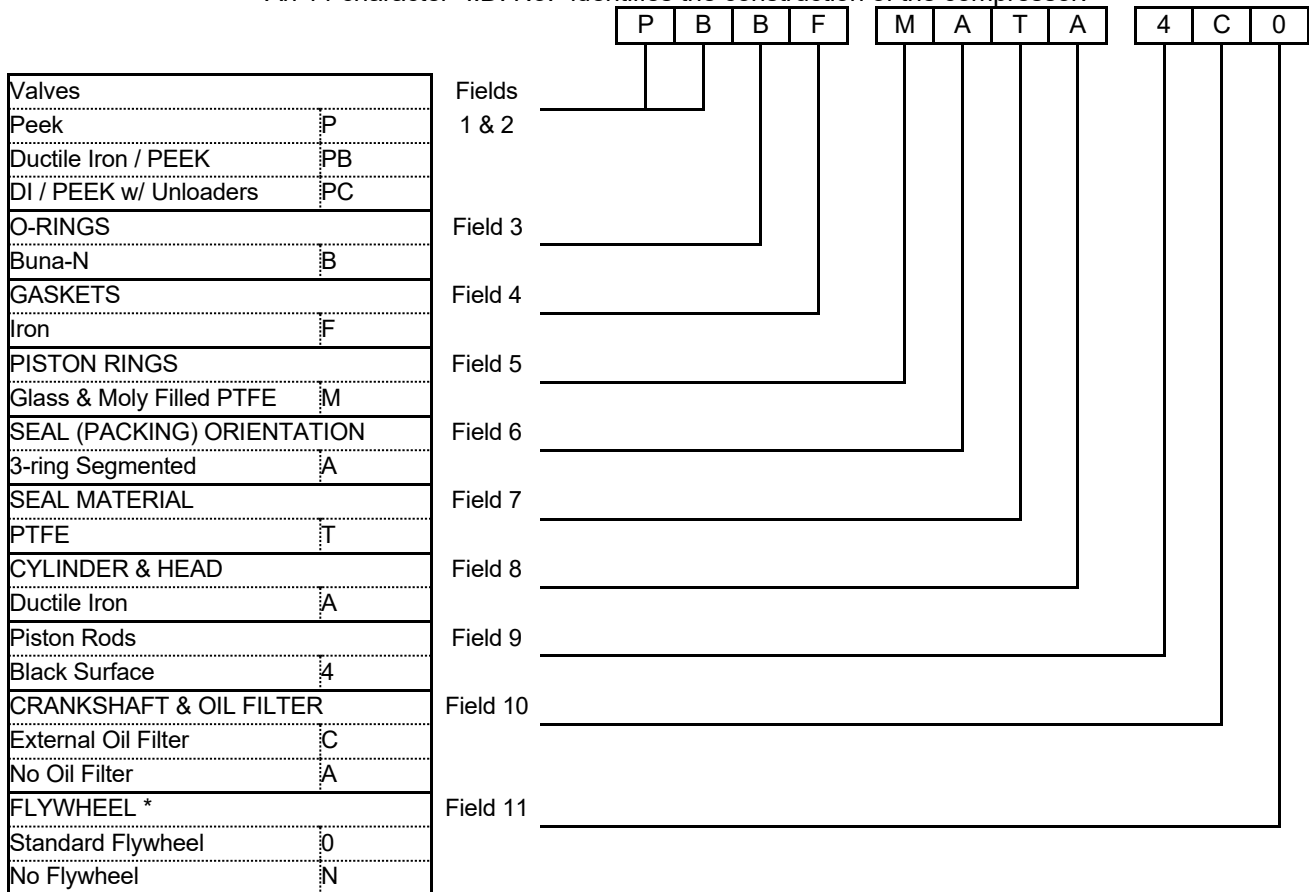 P B B F M A T A 4 C 0
Valves Fields
Peek P 1 & 2
Ductile Iron / PEEK PB
DI / PEEK w/ Unloaders PC
O-RINGS Field 3
Buna-N B
GASKETS Field 4
Iron F
PISTON RINGS Field 5
Glass & Moly Filled PTFE M
SEAL (PACKING) ORIENTATION Field 6
3-ring Segmented A
SEAL MATERIAL Field 7
PTFE T
CYLINDER & HEAD Field 8
Ductile Iron A
Piston Rods Field 9
Black Surface 4
CRANKSHAFT & OIL FILTER Field 10
External Oil Filter C
No Oil Filter A
FLYWHEEL * Field 11
Standard Flywheel 0
No Flywheel N